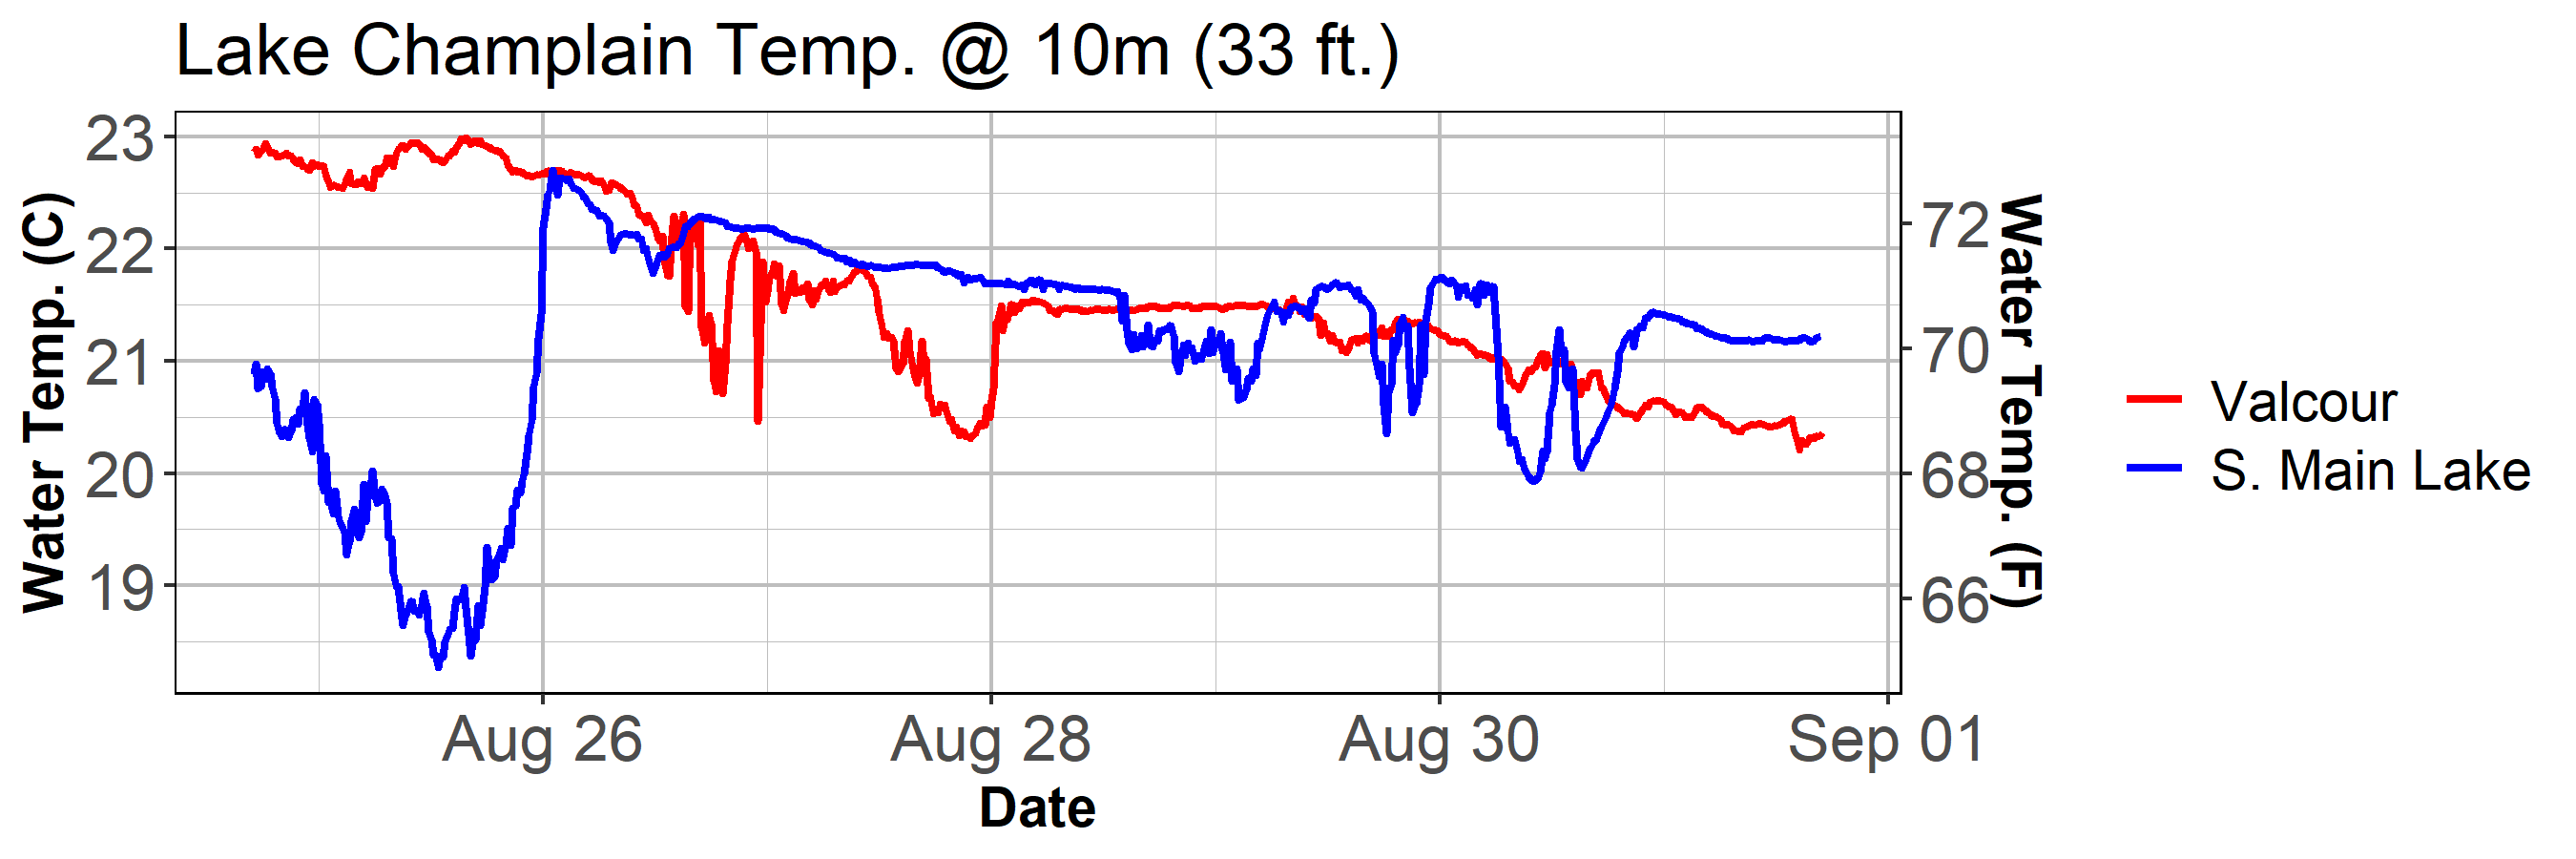 Lake Champlain Temp. @ 10m (33 ft.)
Water Temp. (C)
23
22
21
20
19
72
70
68
66
Water Temp. (F)
Aug 26
Aug 28
Aug 30
Sep 01
Date
Valcour
S. Main Lake